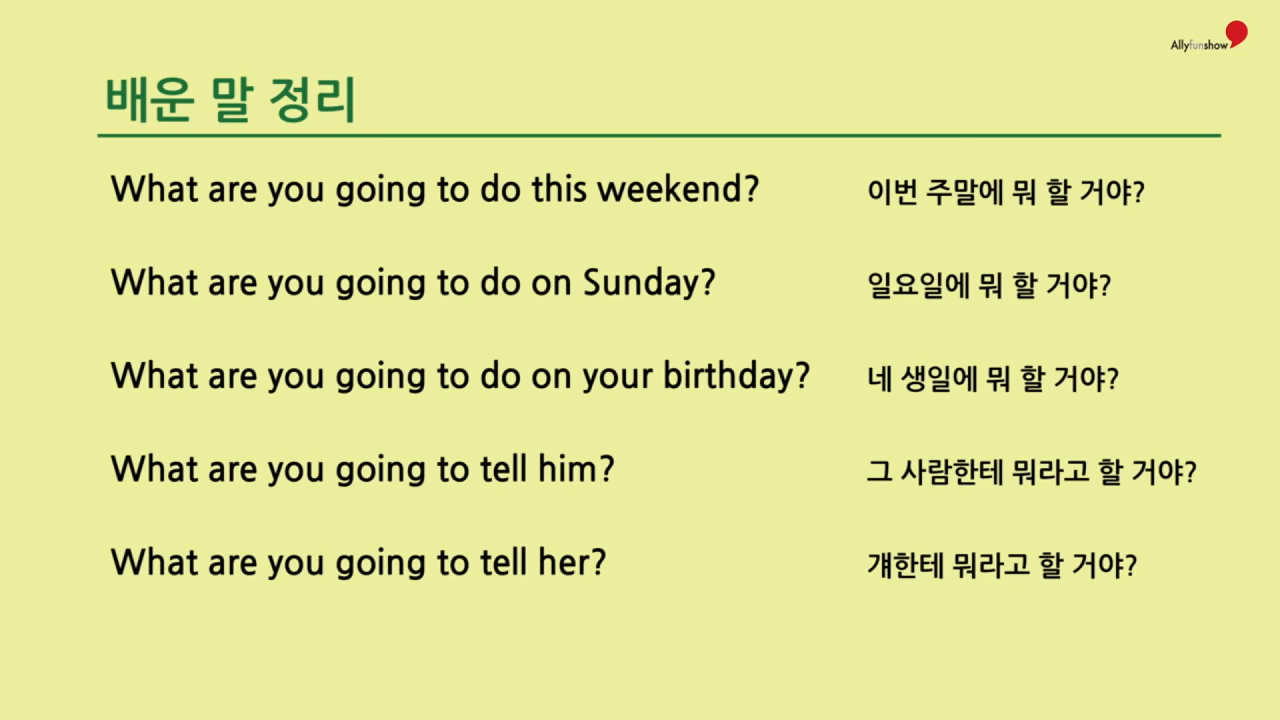 Allyfunshow
배운 말 정리
What are you going to do this weekend? 이번 주말에 뭐 할 거야?
What are you going to do on Sunday? 일요일에 뭐 할 거야?
What are you going to do on your birthday? 네 생일에 뭐 할 거야?
What are you going to tell him? 그 사람한테 뭐라고 할 거야?
What are you going to tell her? 걔한테 뭐라고 할 거야?